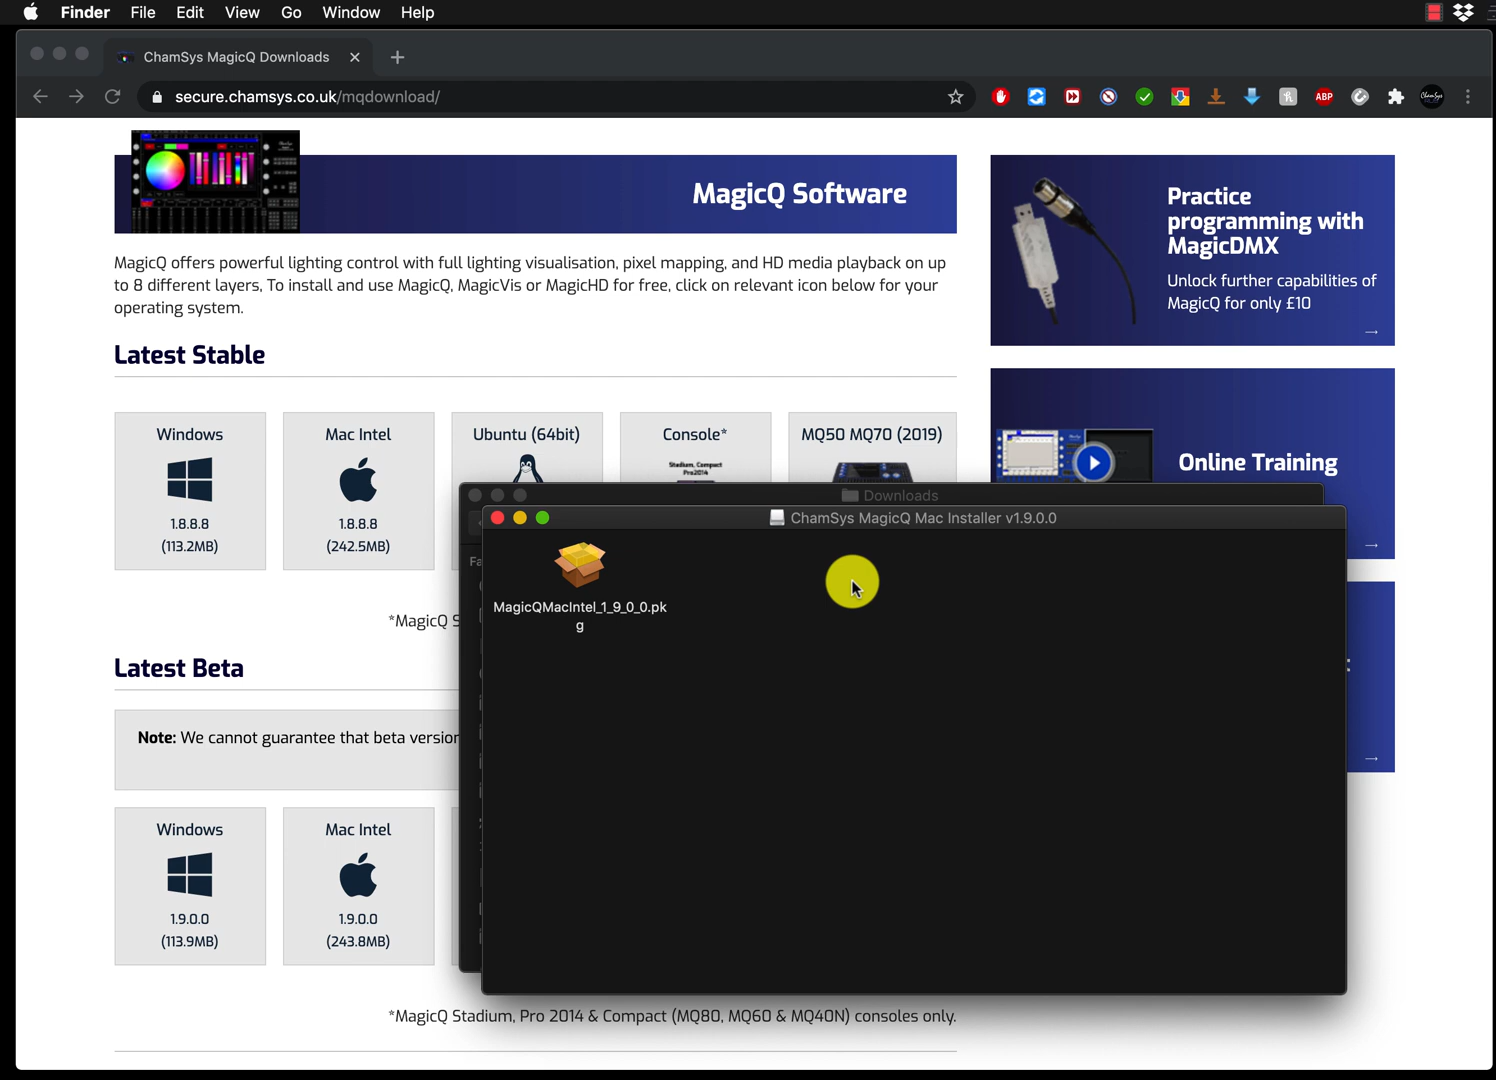 Finder File Edit View Go Window Help
ChamSys MagicQ Downloads
secure.chamsys.co.uk/mqdownload/
ABP
MagicQ Software
MagicQ offers powerful lighting control with full lighting visualisation, pixel mapping, and HD media playback on up
to 8 different layers, To install and use MagicQ, MagicVis or MagicHD for free, click on relevant icon below for your
operating system.
Practice
programming with
MagicDMX
Unlock further capabilities of
MagicQ for only £10
→
Latest Stable
Windows
1.8.8.8
(113.2MB)
Mac Intel
1.8.8.8
(242.5MB)
Ubuntu (64bit)
Console*
Stadium, Compact
Pro2014
MQ50 MQ70 (2019)
Online Training
→
*MagicQ S
Downloads
ChamSys MagicQ Mac Installer v1.9.0.0
Fa
MagicQMacIntel_1_9_0_0.pk
g
Latest Beta
Note: We cannot guarantee that beta version
→
Windows
1.9.0.0
(113.9MB)
Mac Intel
1.9.0.0
(243.8MB)
*MagicQ Stadium, Pro 2014 & Compact (MQ80, MQ60 & MQ40N) consoles only.